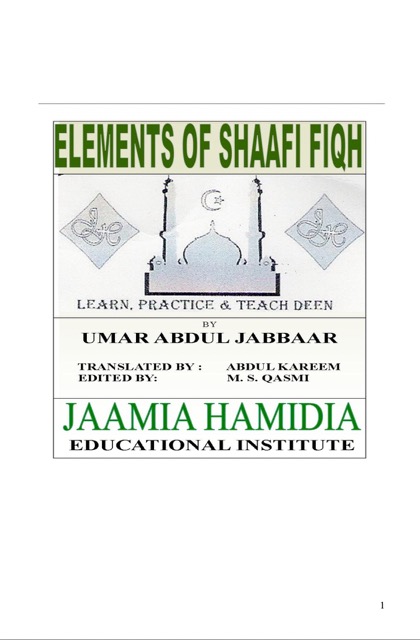 ELEMENTS OF SHAAFI FIQH
LEARN, PRACTICE & TEACH DEEN
BY
UMAR ABDUL JABBAAR
TRANSLATED BY : ABDUL KAREEM
EDITED BY: M. S. QASMI
JAAMIA HAMIDIA
EDUCATIONAL INSTITUTE
1